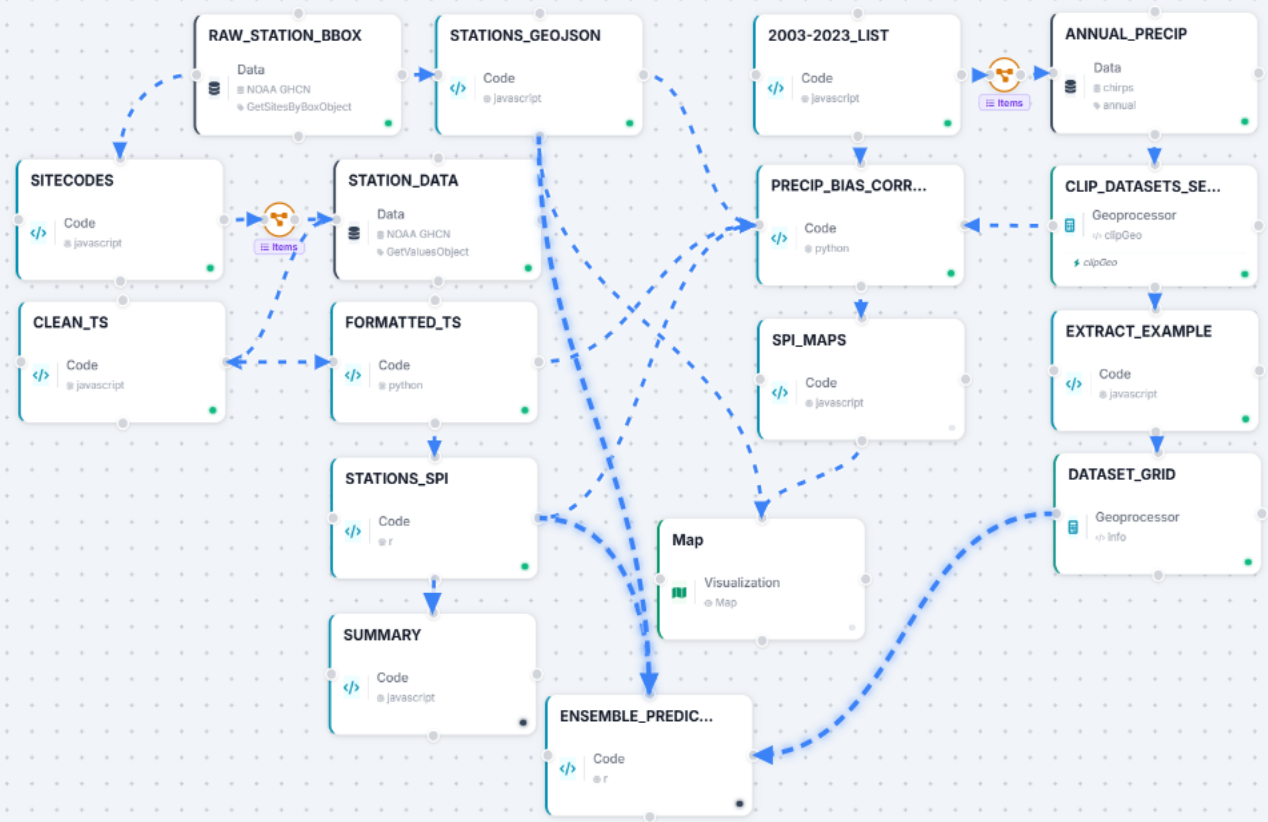 RAW_STATION_BBOX
Data
NOAA GHCN
GetSitesByBoxObject
STATIONS_GEOJSON
Code
javascript
2003-2023_LIST
Code
javascript
Items
ANNUAL_PRECIP
Data
chirps
annual
SITECODES
Code
javascript
Items
STATION_DATA
Data
NOAA GHCN
GetValuesObject
PRECIP_BIAS_CORR...
Code
python
CLIP_DATASETS_SE...
Geoprocessor
clipGeo
clipGeo
CLEAN_TS
Code
javascript
FORMATTED_TS
Code
python
SPI_MAPS
Code
javascript
EXTRACT_EXAMPLE
Code
javascript
STATIONS_SPI
Code
r
Map
Visualization
Map
DATASET_GRID
Geoprocessor
info
SUMMARY
Code
javascript
ENSEMBLE_PREDIC...
Code
r